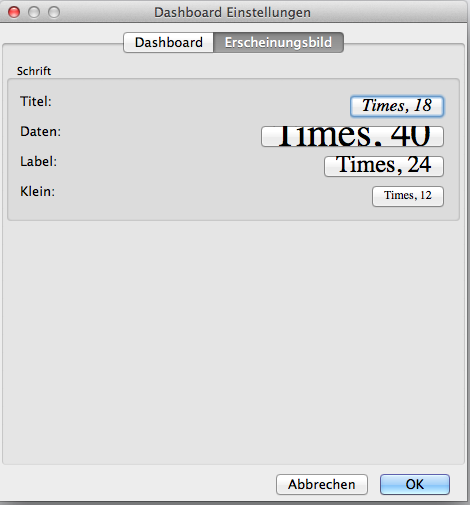 Dashboard Einstellungen
Dashboard Erscheinungsbild
Schrift
Titel: Times, 18
Daten: Times, 40
Label: Times, 24
Klein: Times, 12
Abbrechen OK